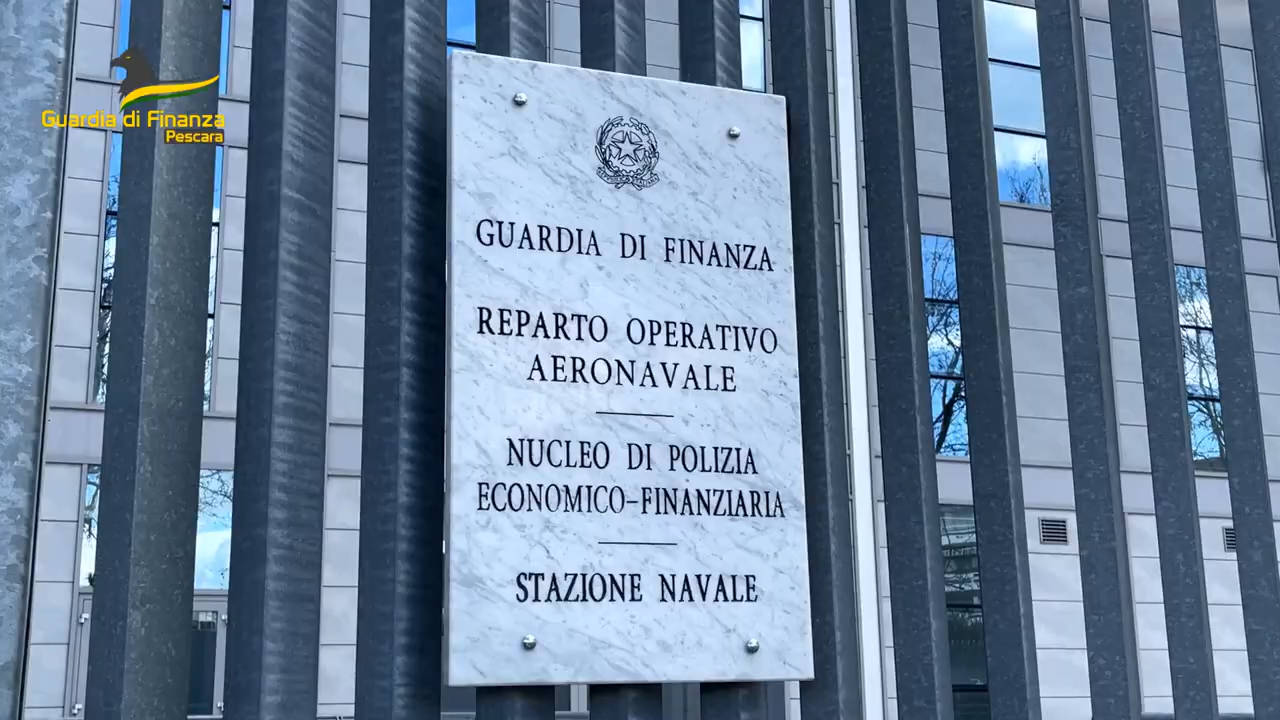 Guardia di Finanza
Pescara
GUARDIA DI FINANZA
REPARTO OPERATIVO
AERONAVALE
NUCLEO DI POLIZIA
ECONOMICO-FINANZIARIA
STAZIONE NAVALE